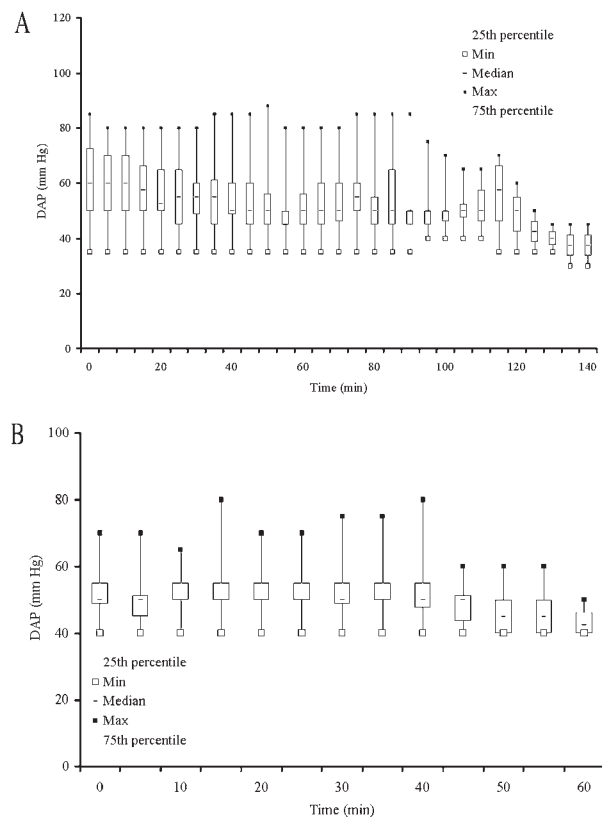 A
120
100
80
60
40
20
0
DAP (mm Hg)
25th percentile
Min
Median
Max
75th percentile
0 20 40 60 80 100 120 140
Time (min)
B
120
100
80
60
40
20
0
DAP (mm Hg)
25th percentile
Min
Median
Max
75th percentile
0 10 20 30 40 50 60
Time (min)